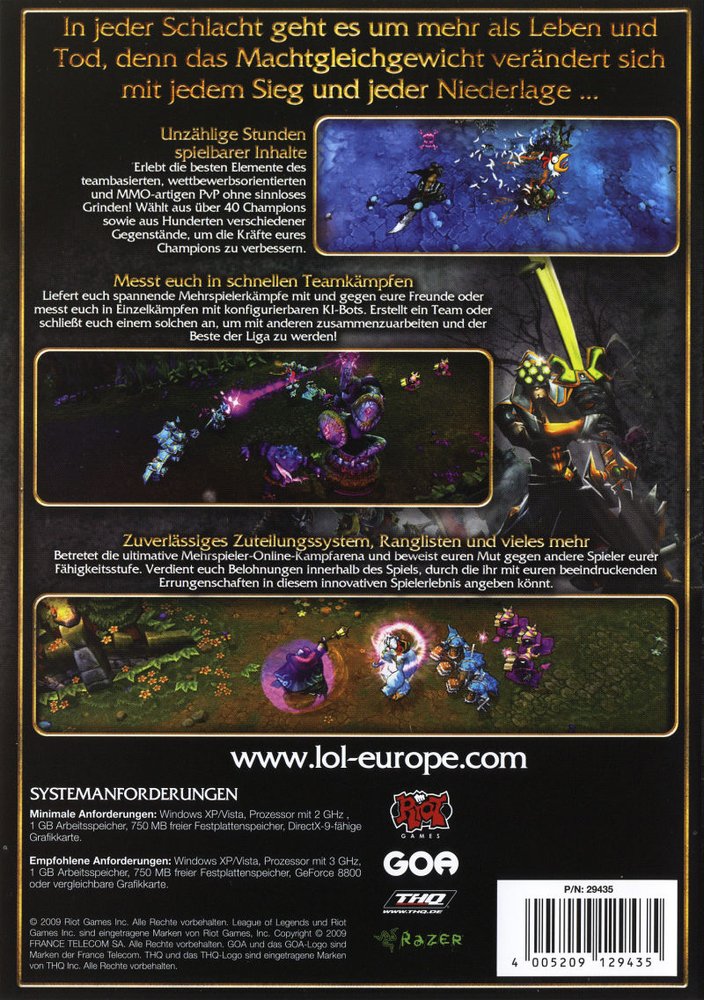 In jeder Schlacht geht es um mehr als Leben und
Tod, denn das Machtgleichgewicht verändert sich
mit jedem Sieg und jeder Niederlage ...
Unzählige Stunden
spielbarer Inhalte
Erlebt die besten Elemente des
teambasierten, wettbewerbsorientierten
und MMO-artigen PvP ohne sinnloses
Grinden! Wählt aus über 40 Champions
sowie aus Hunderten verschiedener
Gegenstände, um die Kräfte eures
Champions zu verbessern.
Messt euch in schnellen Teamkämpfen
Liefert euch spannende Mehrspielerkämpfe mit und gegen eure Freunde oder
messt euch in Einzelkämpfen mit konfigurierbaren KI-Bots. Erstellt ein Team oder
schließt euch einem solchen an, um mit anderen zusammenzuarbeiten und der
Beste der Liga zu werden!
Zuverlässiges Zuteilungssystem, Ranglisten und vieles mehr
Betretet die ultimative Mehrspieler-Online-Kampfarena und beweist euren Mut gegen andere Spieler eurer
Fähigkeitsstufe. Verdient euch Belohnungen innerhalb des Spiels, durch die ihr mit euren beeindruckenden
Errungenschaften in diesem innovativen Spielerlebnis angeben könnt.
www.lol-europe.com
SYSTEMANFORDERUNGEN
Minimale Anforderungen: Windows XP/Vista, Prozessor mit 2 GHz ,
1 GB Arbeitsspeicher, 750 MB freier Festplattenspeicher, DirectX-9-fähige
Grafikkarte.
Empfohlene Anforderungen: Windows XP/Vista, Prozessor mit 3 GHz,
1 GB Arbeitsspeicher, 750 MB freier Festplattenspeicher, GeForce 8800
oder vergleichbare Grafikkarte.
© 2009 Riot Games Inc. Alle Rechte vorbehalten. League of Legends und Riot
Games Inc. sind eingetragene Marken von Riot Games, Inc. Copyright © 2009
FRANCE TELECOM SA. Alle Rechte vorbehalten. GOA und das GOA-Logo sind
Marken der France Telecom. THQ und das THQ-Logo sind eingetragene Marken
von THQ Inc. Alle Rechte vorbehalten.
RIOT
GAMES
GOA
THQ
WWW.THQ.DE
RAZER
P/N: 29435
4 005209 129435